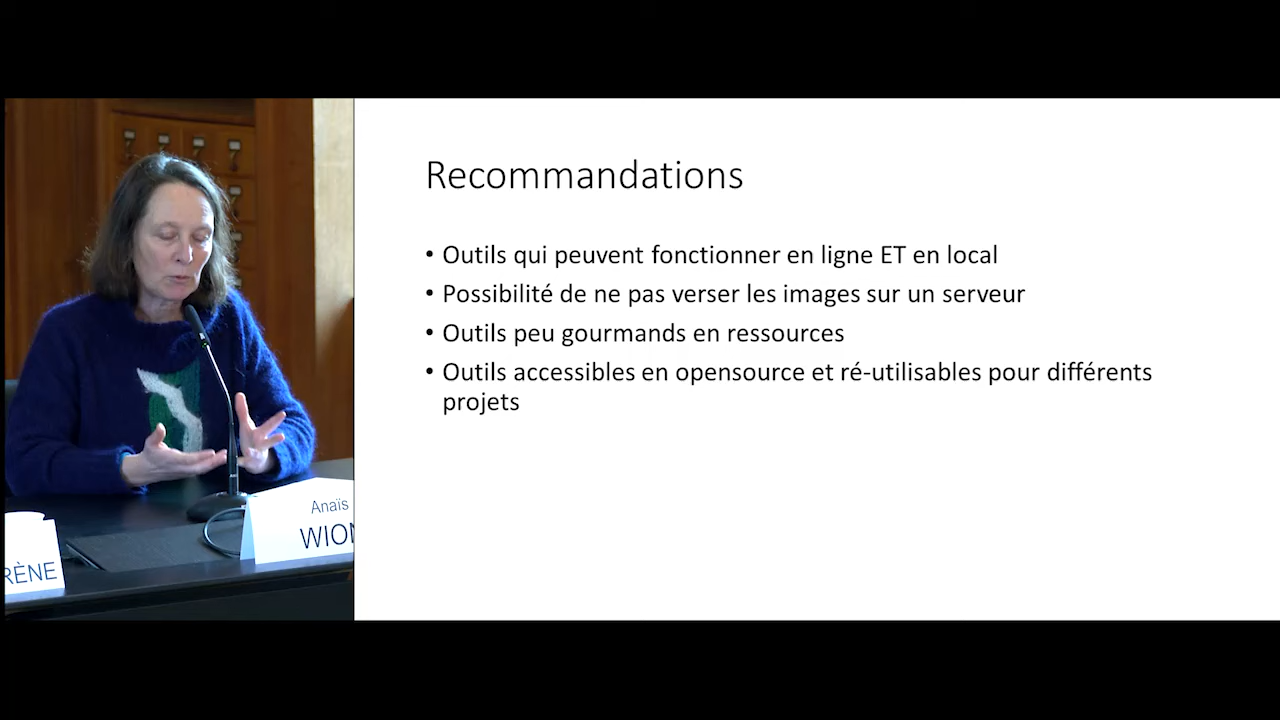 Recommandations
• Outils qui peuvent fonctionner en ligne ET en local
• Possibilité de ne pas verser les images sur un serveur
• Outils peu gourmands en ressources
• Outils accessibles en opensource et ré-utilisables pour différents
projets
Anaïs
WION
RÈNE